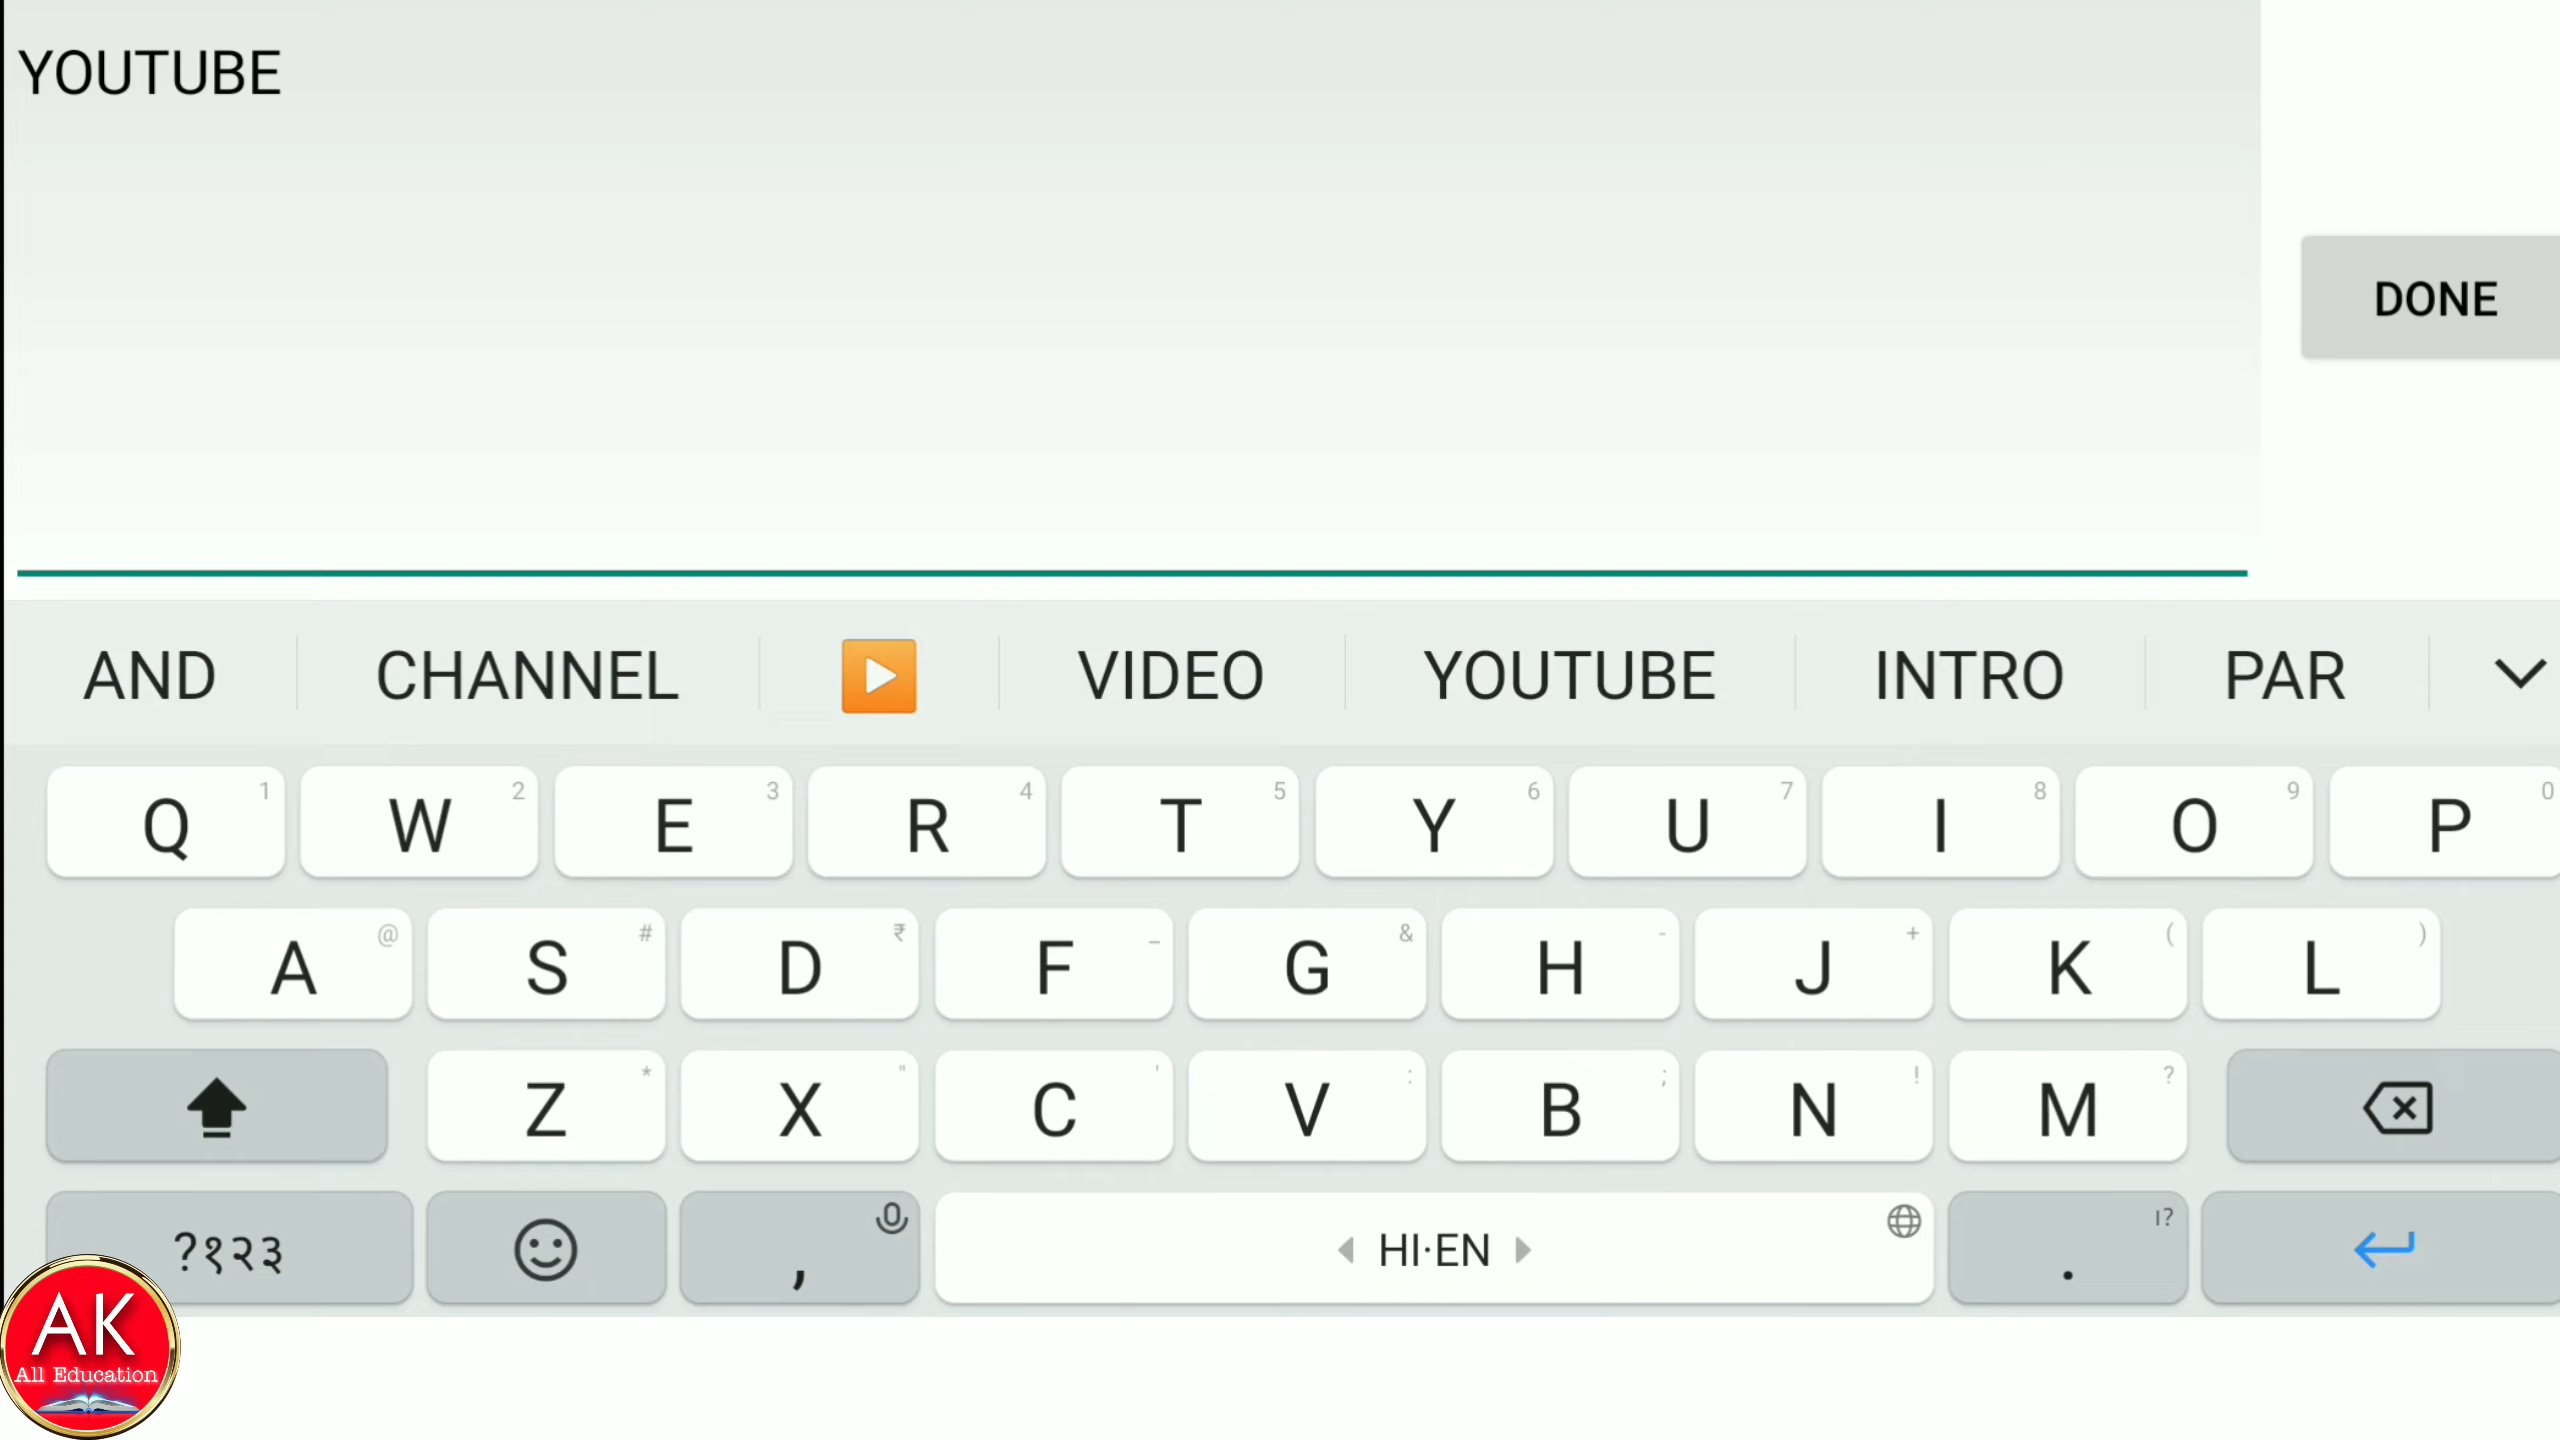 YOUTUBE
DONE
AND CHANNEL VIDEO YOUTUBE INTRO PAR
Q 1 W 2 E 3 R 4 T 5 Y 6 U 7 I 8 O 9 P 0
A @ S # D ₹ F _ G & H - J + K ( L )
Z * X " C ' V : B ; N ! M ?
?१२३ , HI·EN . ।?
AK
All Education